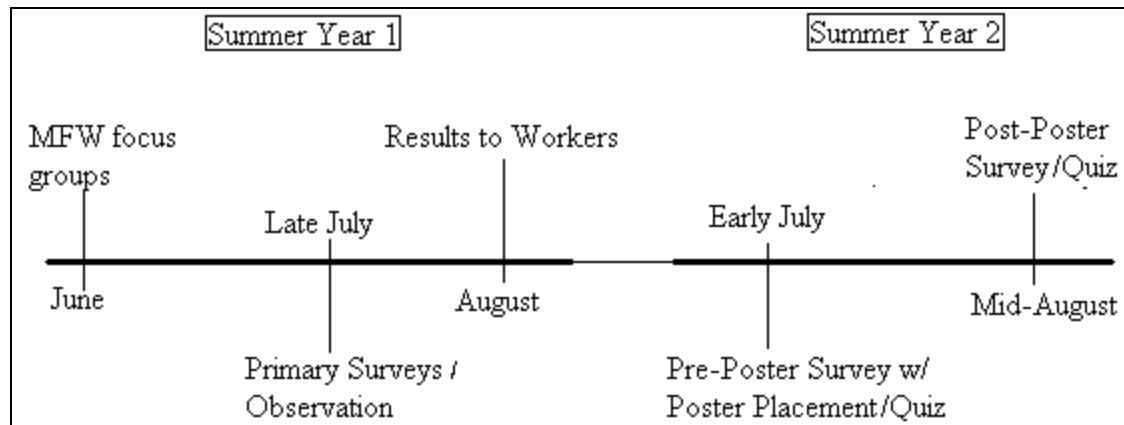 Summer Year 1
Summer Year 2
MFW focus
groups
Results to Workers
Post-Poster
Survey/Quiz
Late July
Early July
June
August
Mid-August
Primary Surveys /
Observation
Pre-Poster Survey w/
Poster Placement/Quiz